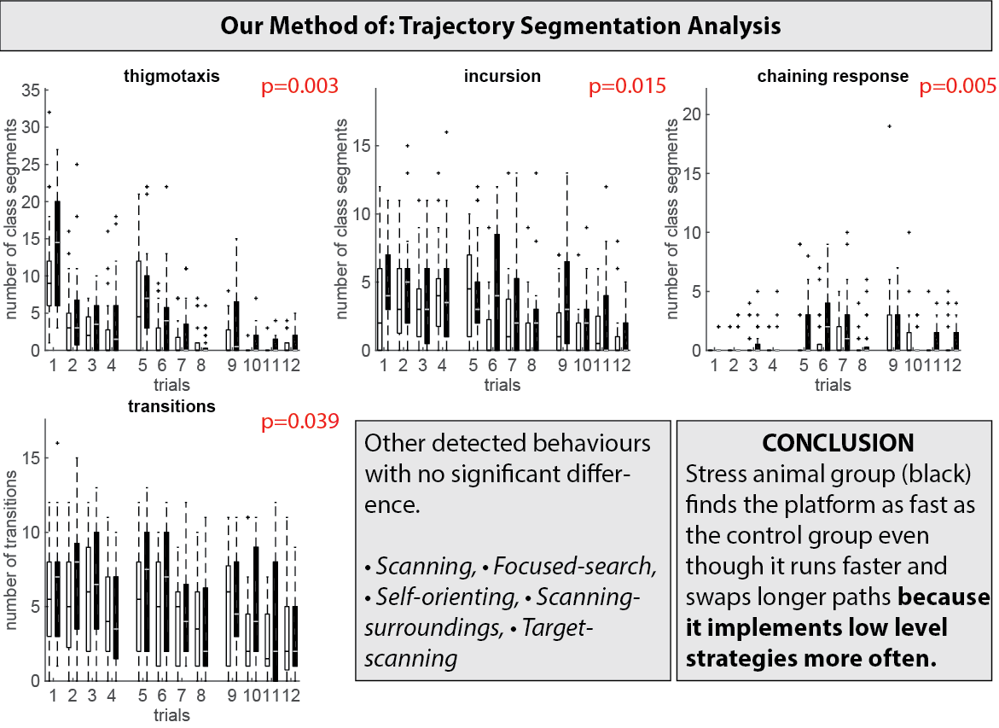 Our Method of: Trajectory Segmentation Analysis
thigmotaxis
p=0.003
number of class segments
35
30
25
20
15
10
5
0
1 2 3 4 5 6 7 8 9 10 11 12
trials
incursion
p=0.015
number of class segments
15
10
5
0
1 2 3 4 5 6 7 8 9 10 11 12
trials
chaining response
p=0.005
number of class segments
20
15
10
5
0
1 2 3 4 5 6 7 8 9 10 11 12
trials
transitions
p=0.039
number of transitions
15
10
5
0
1 2 3 4 5 6 7 8 9 10 11 12
trials
Other detected behaviours
with no significant differ-
ence.
• Scanning, • Focused-search,
• Self-orienting, • Scanning-
surroundings, • Target-
scanning
CONCLUSION
Stress animal group (black)
finds the platform as fast as
the control group even
though it runs faster and
swaps longer paths because
it implements low level
strategies more often.